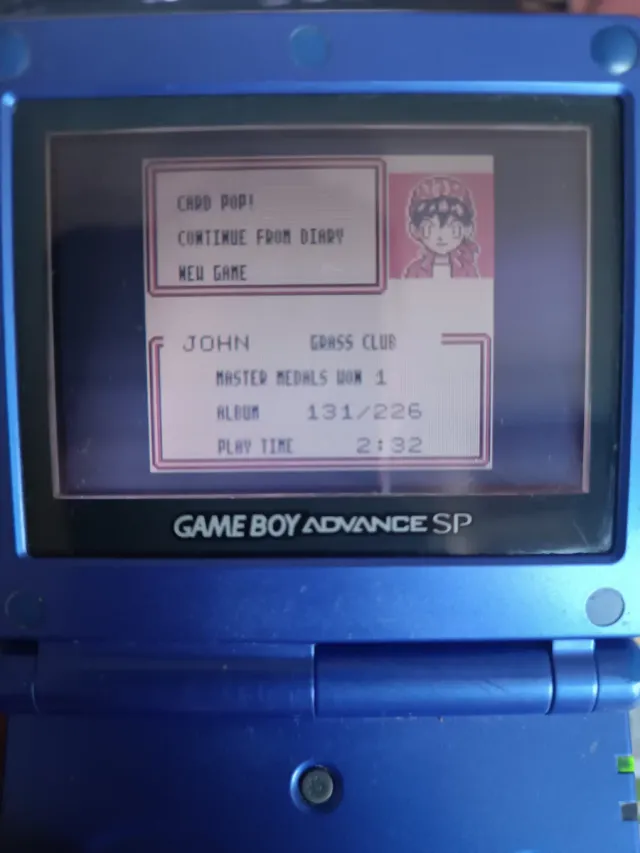 CARD POP!
CONTINUE FROM DIARY
NEW GAME
JOHN GRASS CLUB
MASTER MEDALS WON 1
ALBUM 131/226
PLAY TIME 2:32
GAME BOY ADVANCE SP